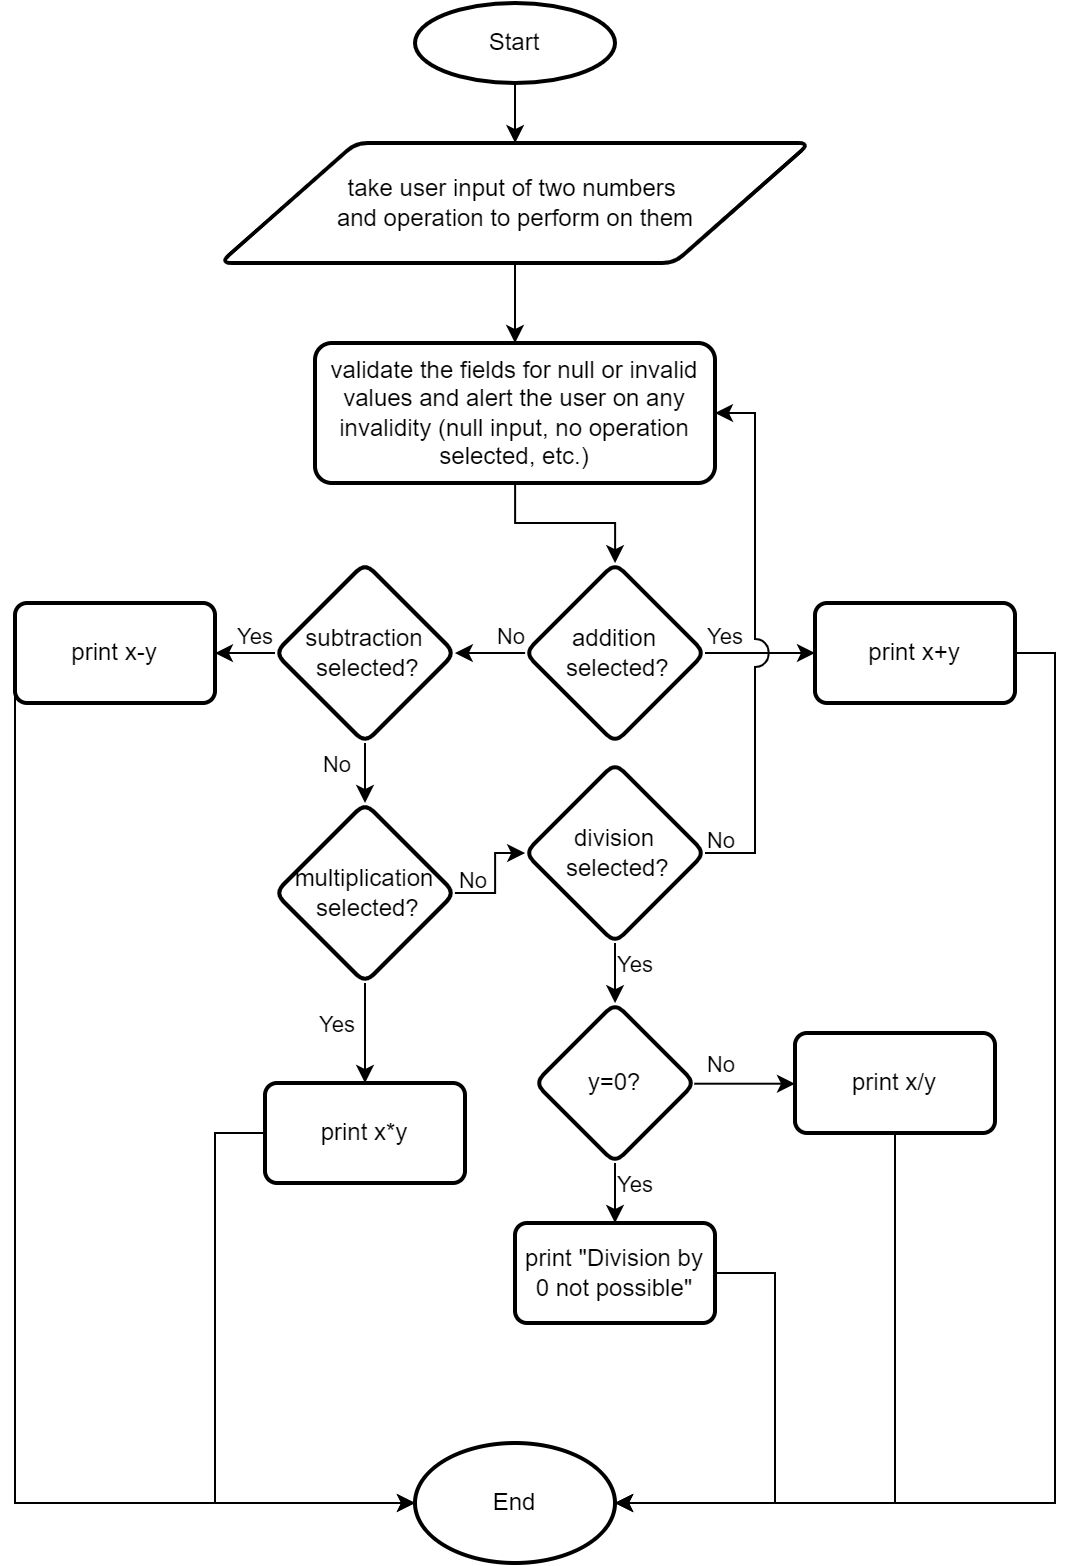 Start
take user input of two numbers
and operation to perform on them
validate the fields for null or invalid
values and alert the user on any
invalidity (null input, no operation
selected, etc.)
print x-y
Yes
subtraction
selected?
No
addition
selected?
Yes
print x+y
No
multiplication
selected?
No
division
selected?
No
Yes
Yes
y=0?
No
print x/y
print x*y
Yes
print "Division by
0 not possible"
End